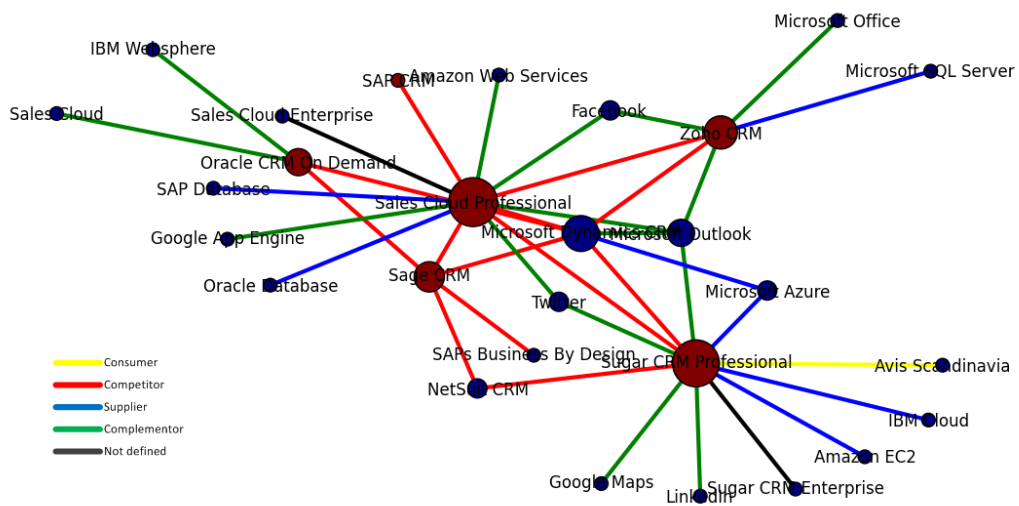 Microsoft Office
IBM Websphere
Microsoft SQL Server
SAP CRM
Amazon Web Services
Sales Cloud
Sales Cloud Enterprise
Facebook
Zoho CRM
Oracle CRM On Demand
SAP Database
Sales Cloud Professional
Google App Engine
Microsoft Dynamics CRM
Microsoft Outlook
Sage CRM
Oracle Database
Twitter
Microsoft Azure
SAPs Business By Design
Sugar CRM Professional
Avis Scandinavia
NetSuit CRM
IBM Cloud
Amazon EC2
Google Maps
LinkedIn
Sugar CRM Enterprise
Consumer
Competitor
Supplier
Complementor
Not defined